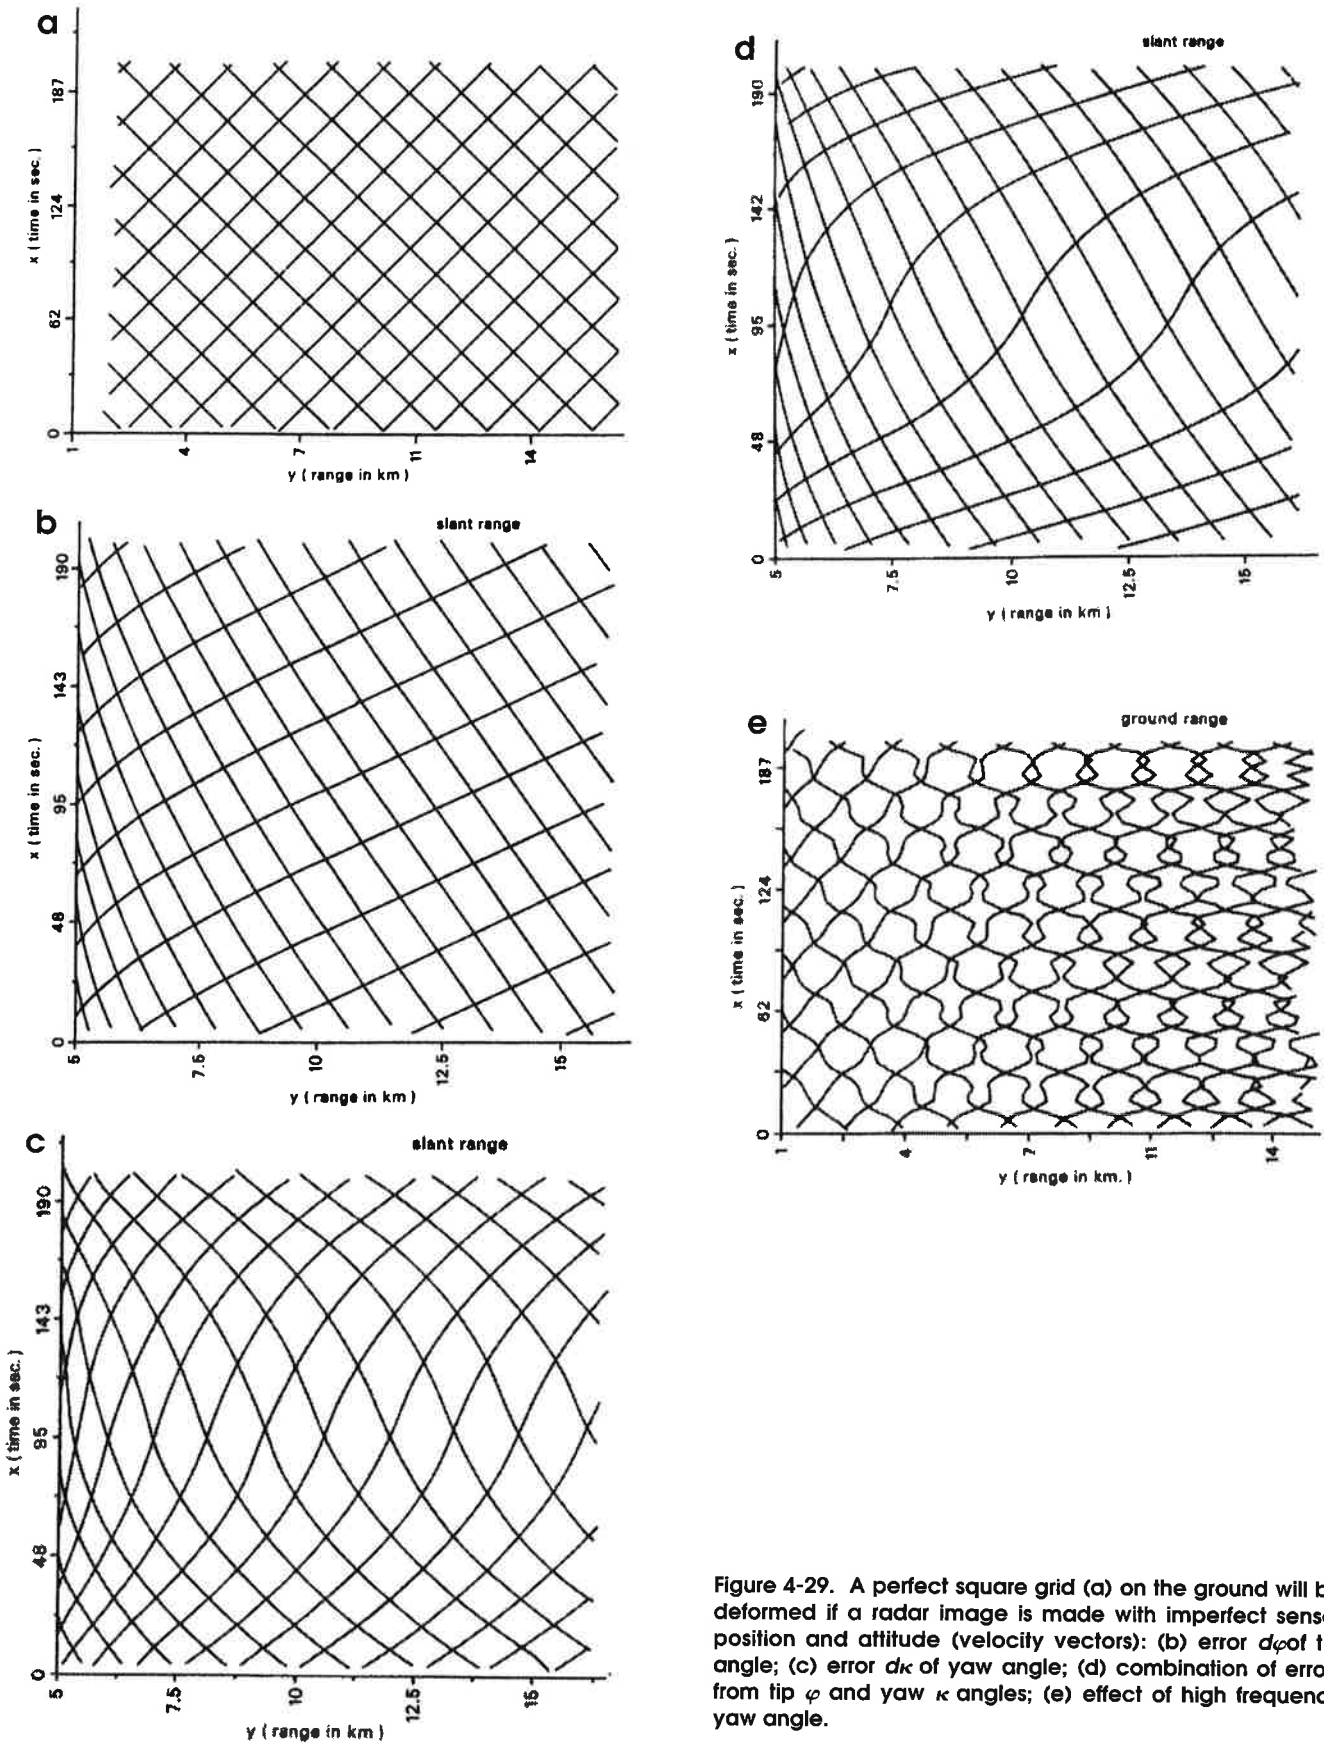 a
187
124
62
0
x ( time in sec. )
1
4
7
11
14
y ( range in km )
b
slant range
190
143
95
48
0
x ( time in sec. )
5
7.5
10
12.5
15
y ( range in km )
c
slant range
190
143
95
48
0
x ( time in sec. )
5
7.5
10
12.5
15
y ( range in km )
d
slant range
190
142
95
48
0
x ( time in sec. )
5
7.5
10
12.5
15
y ( range in km )
e
ground range
187
124
62
0
x ( time in sec. )
1
4
7
11
14
y ( range in km. )
Figure 4-29. A perfect square grid (a) on the ground will
deformed if a radar image is made with imperfect
position and attitude (velocity vectors): (b) error dφof
angle; (c) error dκ of yaw angle; (d) combination of
from tip φ and yaw κ angles; (e) effect of high
yaw angle.